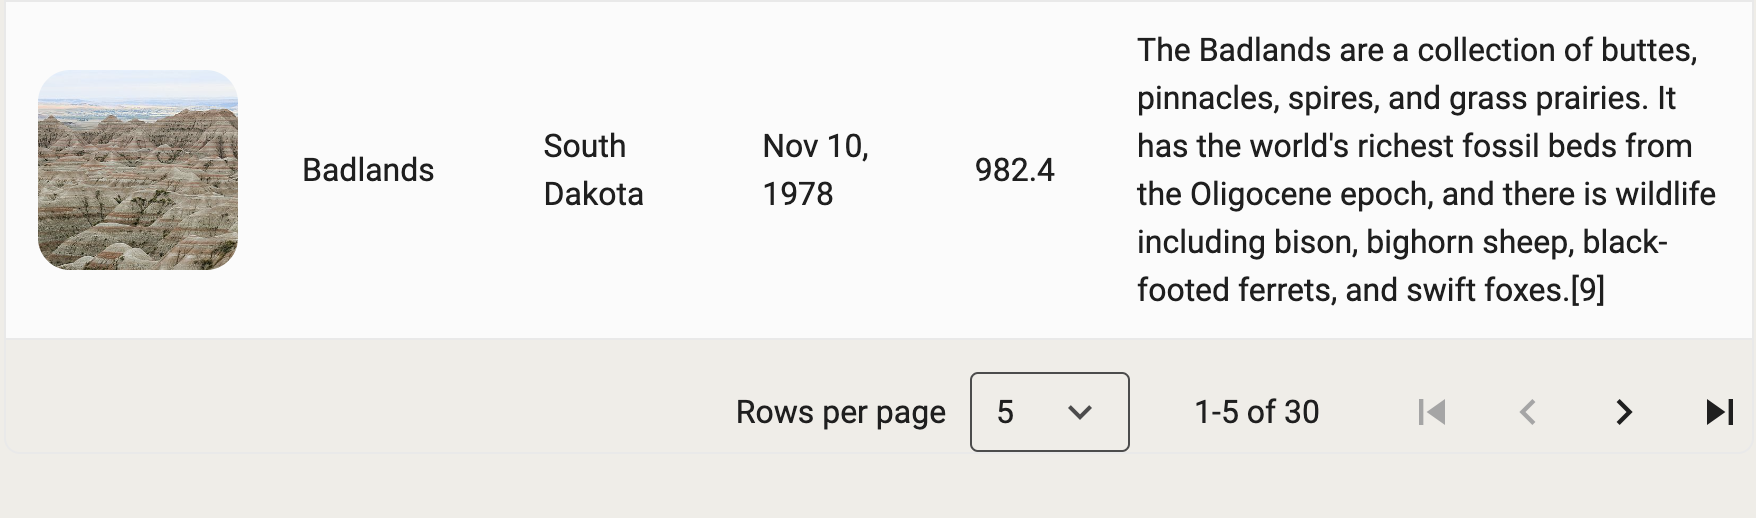 Badlands
South
Dakota
Nov 10,
1978
982.4
The Badlands are a collection of buttes,
pinnacles, spires, and grass prairies. It
has the world's richest fossil beds from
the Oligocene epoch, and there is wildlife
including bison, bighorn sheep, black-
footed ferrets, and swift foxes.[9]
Rows per page
5
1-5 of 30